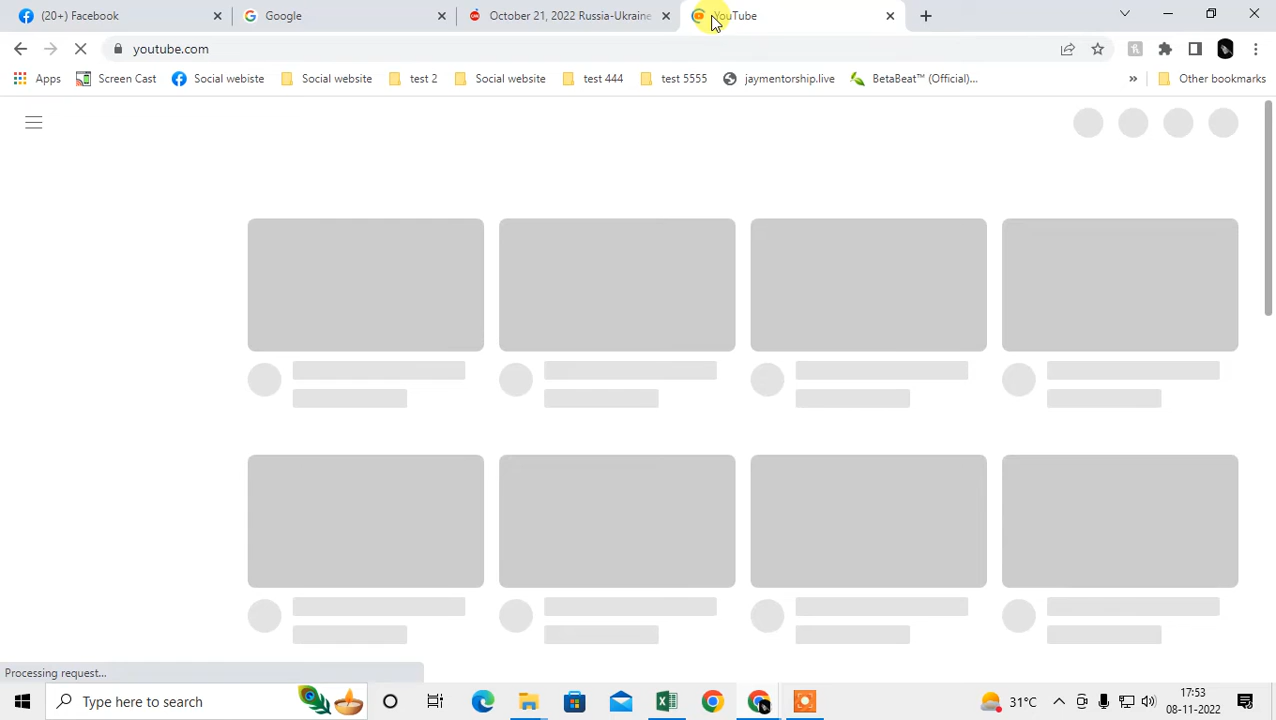 (20+) Facebook
Google
October 21, 2022 Russia-Ukraine
YouTube
youtube.com
Apps
Screen Cast
Social webiste
Social website
test 2
Social website
test 444
test 5555
jaymentorship.live
BetaBeat™ (Official)...
»
Other bookmarks
Processing request...
Type here to search
31°C
17:53
08-11-2022